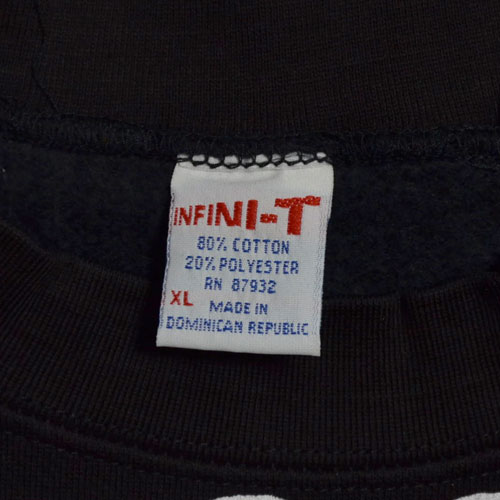 INFINI-T
80% COTTON
20% POLYESTER
RN 87932
XL MADE IN
DOMINICAN REPUBLIC